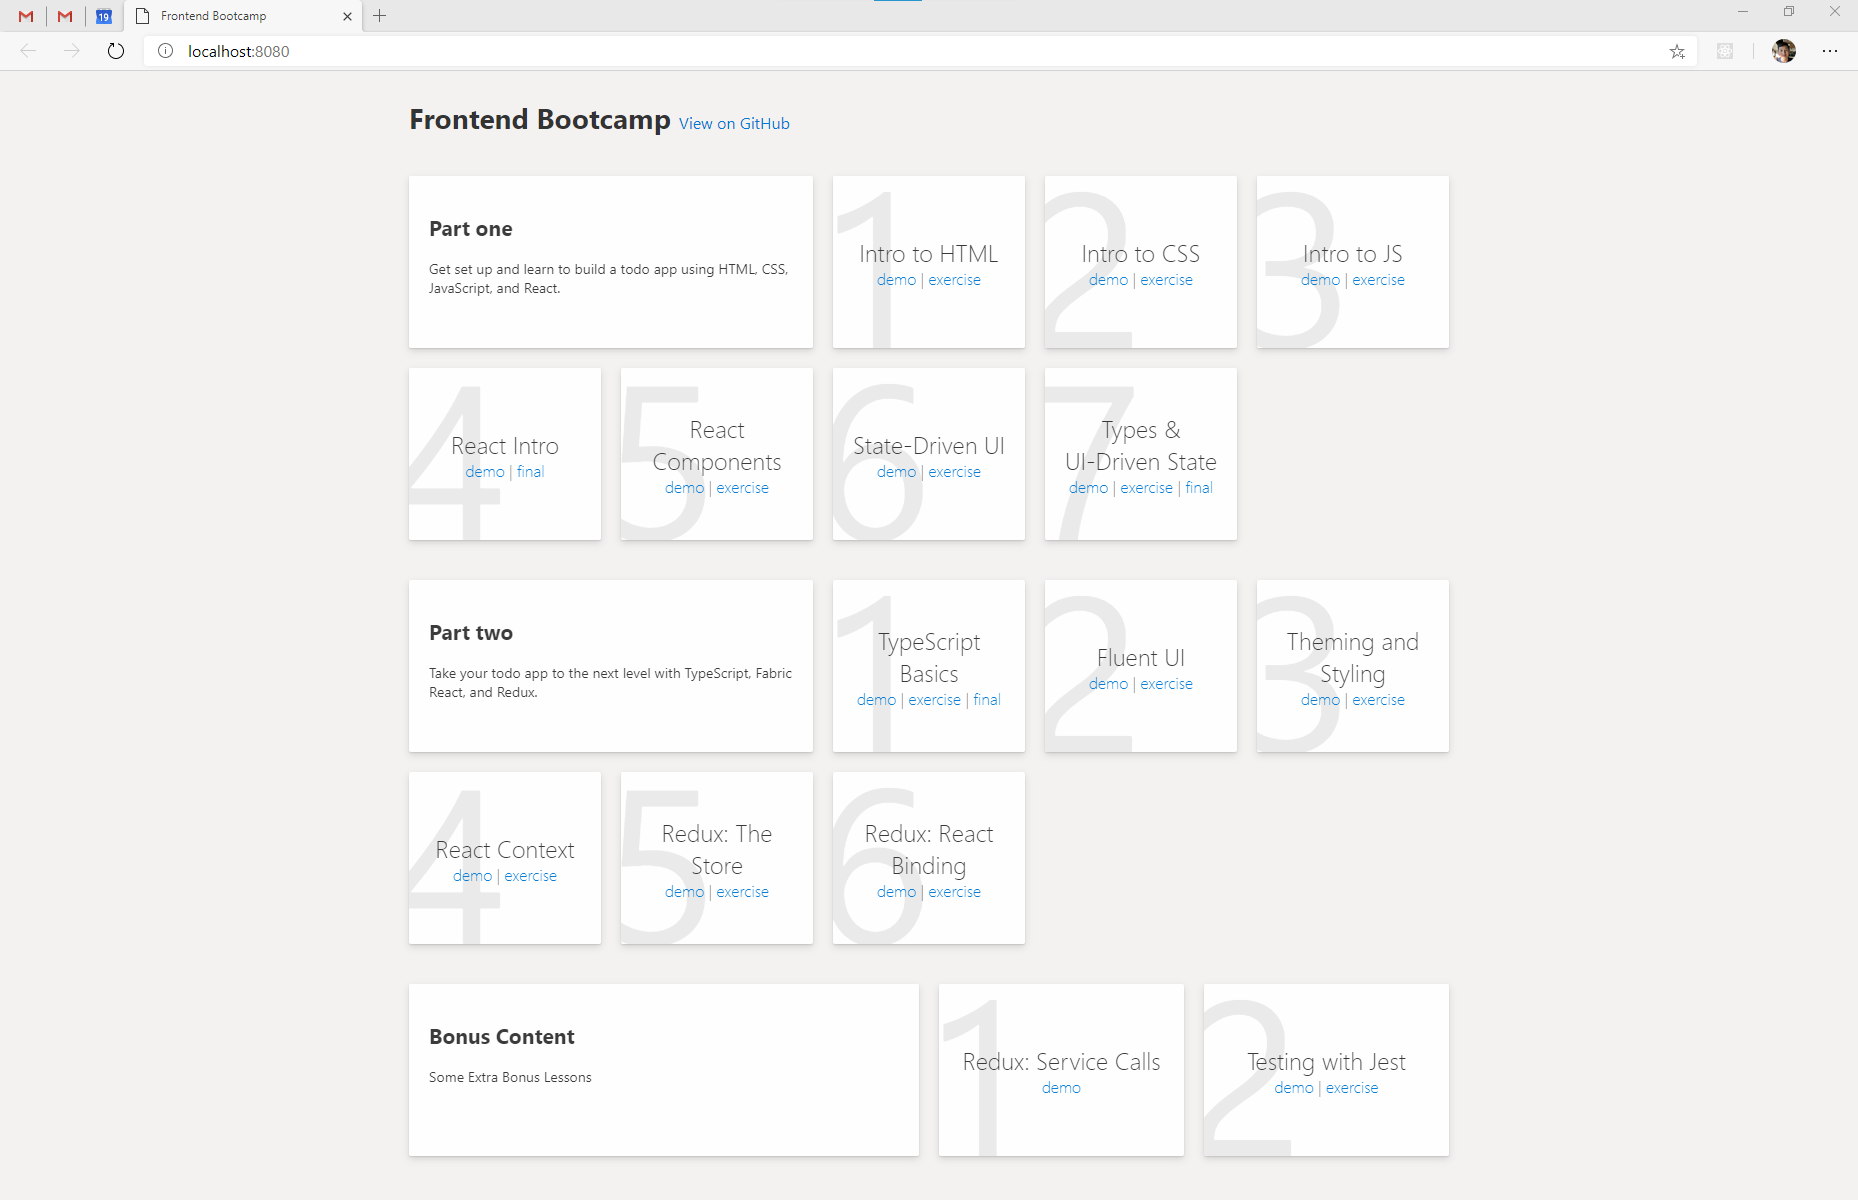 19
Frontend Bootcamp
localhost:8080
Frontend Bootcamp View on GitHub
Part one
Get set up and learn to build a todo app using HTML, CSS,
JavaScript, and React.
1
Intro to HTML
demo | exercise
2
Intro to CSS
demo | exercise
3
Intro to JS
demo | exercise
4
React Intro
demo | final
5
React
Components
demo | exercise
6
State-Driven UI
demo | exercise
7
Types &
UI-Driven State
demo | exercise | final
Part two
Take your todo app to the next level with TypeScript, Fabric
React, and Redux.
1
TypeScript
Basics
demo | exercise | final
2
Fluent UI
demo | exercise
3
Theming and
Styling
demo | exercise
4
React Context
demo | exercise
5
Redux: The
Store
demo | exercise
6
Redux: React
Binding
demo | exercise
Bonus Content
Some Extra Bonus Lessons
1
Redux: Service Calls
demo
2
Testing with Jest
demo | exercise